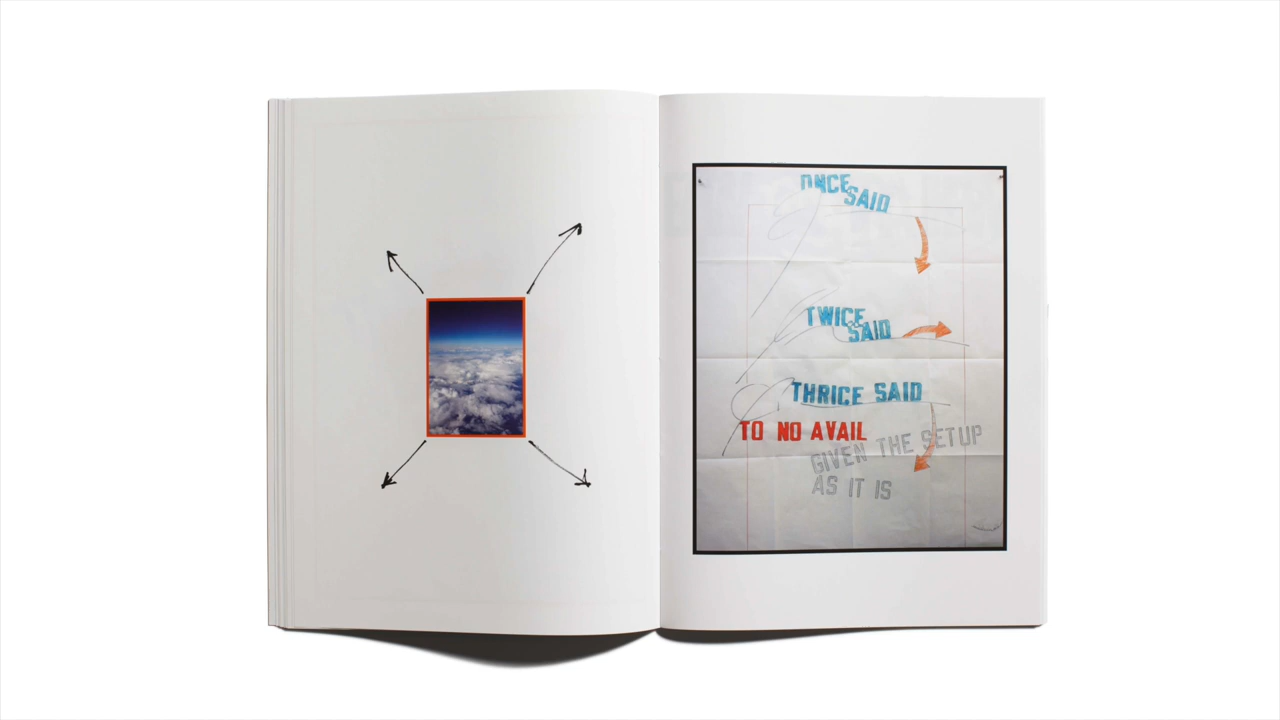 ONCE
SAID
TWICE
SAID
THRICE SAID
TO NO AVAIL
GIVEN THE SETUP
AS IT IS